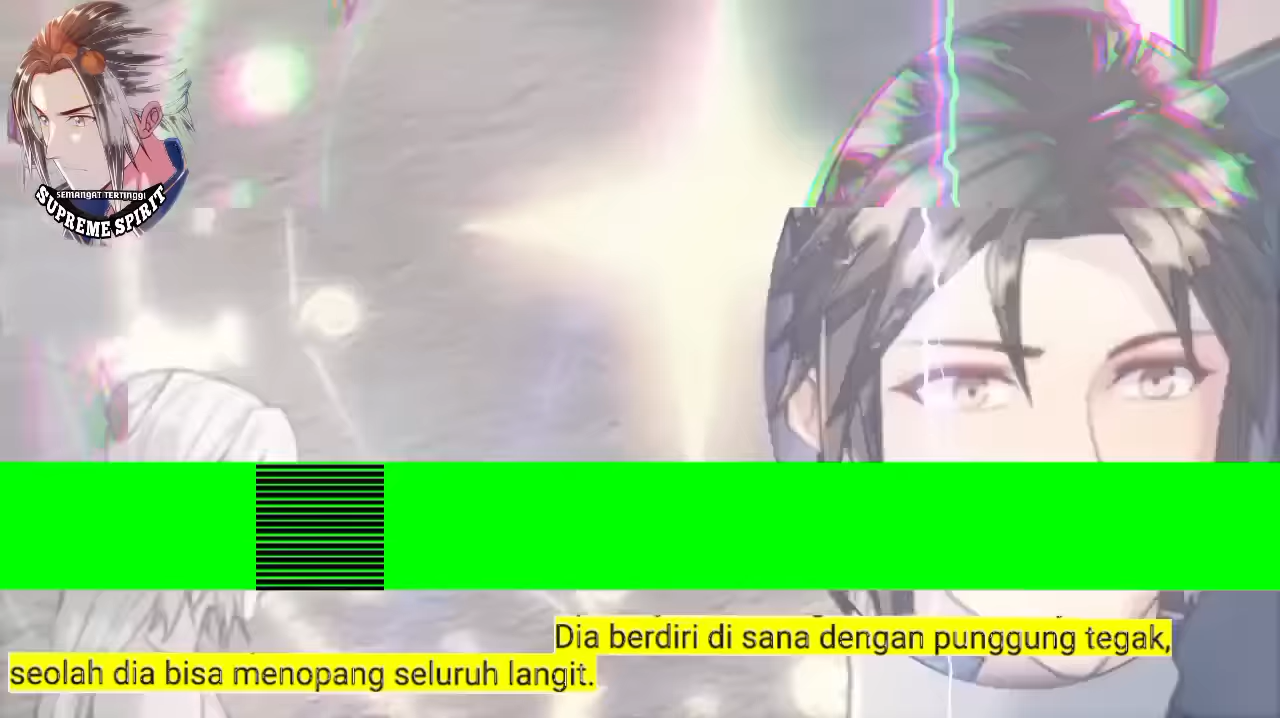 SEMANGAT TERTINGGI
SUPREME SPIRIT
Dia berdiri di sana dengan punggung tegak,
seolah dia bisa menopang seluruh langit.